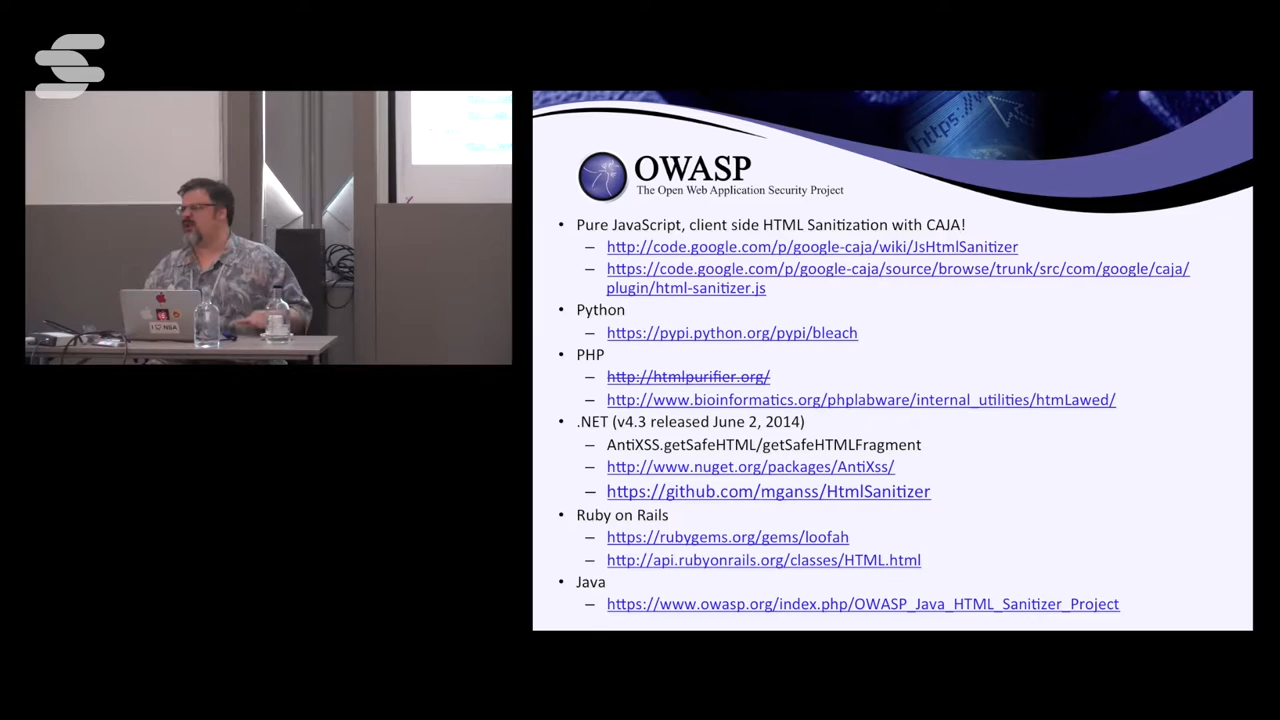 I ♡ NSA
https://
OWASP
The Open Web Application Security Project
• Pure JavaScript, client side HTML Sanitization with CAJA!
– http://code.google.com/p/google-caja/wiki/JsHtmlSanitizer
– https://code.google.com/p/google-caja/source/browse/trunk/src/com/google/caja/
plugin/html-sanitizer.js
• Python
– https://pypi.python.org/pypi/bleach
• PHP
– http://htmlpurifier.org/
– http://www.bioinformatics.org/phplabware/internal_utilities/htmLawed/
• .NET (v4.3 released June 2, 2014)
– AntiXSS.getSafeHTML/getSafeHTMLFragment
– http://www.nuget.org/packages/AntiXss/
– https://github.com/mganss/HtmlSanitizer
• Ruby on Rails
– https://rubygems.org/gems/loofah
– http://api.rubyonrails.org/classes/HTML.html
• Java
– https://www.owasp.org/index.php/OWASP_Java_HTML_Sanitizer_Project